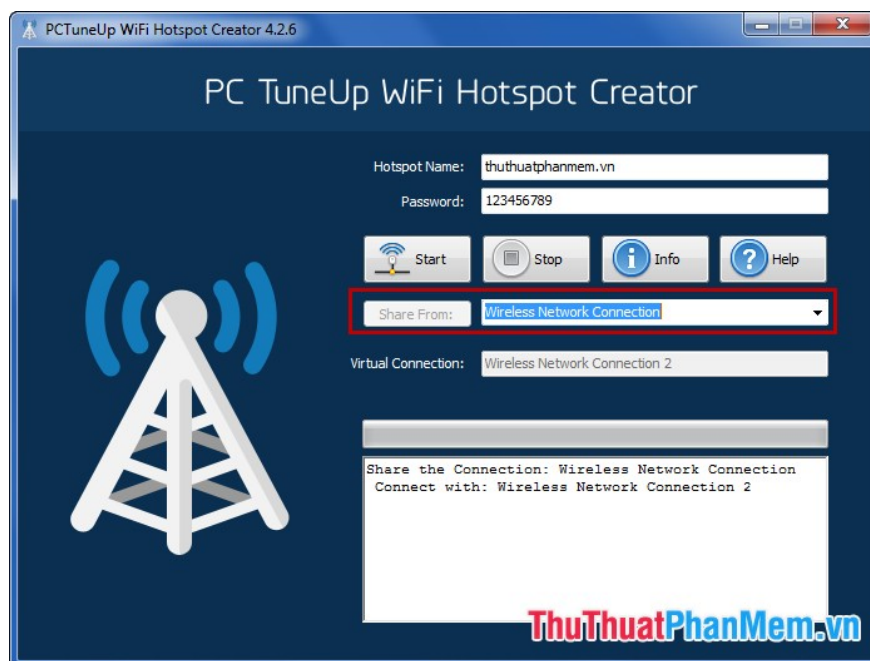 PCTuneUp WiFi Hotspot Creator 4.2.6
PC TuneUp WiFi Hotspot Creator
Hotspot Name: thuthuatphanmem.vn
Password: 123456789
Start Stop Info Help
Share From: Wireless Network Connection
Virtual Connection: Wireless Network Connection 2
Share the Connection: Wireless Network Connection
Connect with: Wireless Network Connection 2
ThuThuatPhanMem.vn